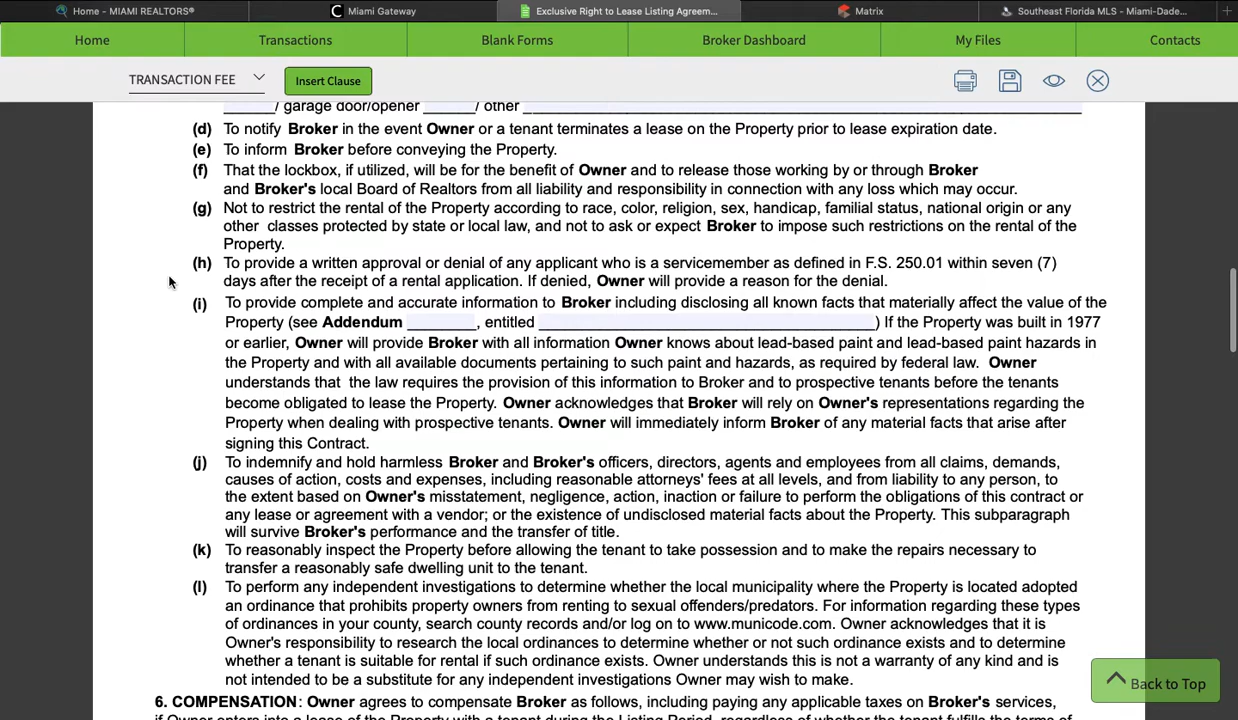 Home - MIAMI REALTORS®
Miami Gateway
Exclusive Right to Lease Listing Agreem...
Matrix
Southeast Florida MLS - Miami-Dade...
Home
Transactions
Blank Forms
Broker Dashboard
My Files
Contacts
TRANSACTION FEE
Insert Clause
/ garage door/opener / other
(d) To notify Broker in the event Owner or a tenant terminates a lease on the Property prior to lease expiration date.
(e) To inform Broker before conveying the Property.
(f) That the lockbox, if utilized, will be for the benefit of Owner and to release those working by or through Broker
and Broker's local Board of Realtors from all liability and responsibility in connection with any loss which may occur.
(g) Not to restrict the rental of the Property according to race, color, religion, sex, handicap, familial status, national origin or any
other classes protected by state or local law, and not to ask or expect Broker to impose such restrictions on the rental of the
Property.
(h) To provide a written approval or denial of any applicant who is a servicemember as defined in F.S. 250.01 within seven (7)
days after the receipt of a rental application. If denied, Owner will provide a reason for the denial.
(i) To provide complete and accurate information to Broker including disclosing all known facts that materially affect the value of the
Property (see Addendum ________, entitled ________________________________) If the Property was built in 1977
or earlier, Owner will provide Broker with all information Owner knows about lead-based paint and lead-based paint hazards in
the Property and with all available documents pertaining to such paint and hazards, as required by federal law. Owner
understands that the law requires the provision of this information to Broker and to prospective tenants before the tenants
become obligated to lease the Property. Owner acknowledges that Broker will rely on Owner's representations regarding the
Property when dealing with prospective tenants. Owner will immediately inform Broker of any material facts that arise after
signing this Contract.
(j) To indemnify and hold harmless Broker and Broker's officers, directors, agents and employees from all claims, demands,
causes of action, costs and expenses, including reasonable attorneys' fees at all levels, and from liability to any person, to
the extent based on Owner's misstatement, negligence, action, inaction or failure to perform the obligations of this contract or
any lease or agreement with a vendor; or the existence of undisclosed material facts about the Property. This subparagraph
will survive Broker's performance and the transfer of title.
(k) To reasonably inspect the Property before allowing the tenant to take possession and to make the repairs necessary to
transfer a reasonably safe dwelling unit to the tenant.
(l) To perform any independent investigations to determine whether the local municipality where the Property is located adopted
an ordinance that prohibits property owners from renting to sexual offenders/predators. For information regarding these types
of ordinances in your county, search county records and/or log on to www.municode.com. Owner acknowledges that it is
Owner's responsibility to research the local ordinances to determine whether or not such ordinance exists and to determine
whether a tenant is suitable for rental if such ordinance exists. Owner understands this is not a warranty of any kind and is
not intended to be a substitute for any independent investigations Owner may wish to make.
Back to Top
6. COMPENSATION: Owner agrees to compensate Broker as follows, including paying any applicable taxes on Broker's services,
if Owner enters into a lease of the Property with a tenant during the Listing Period, regardless of whether the tenant fulfills the terms of